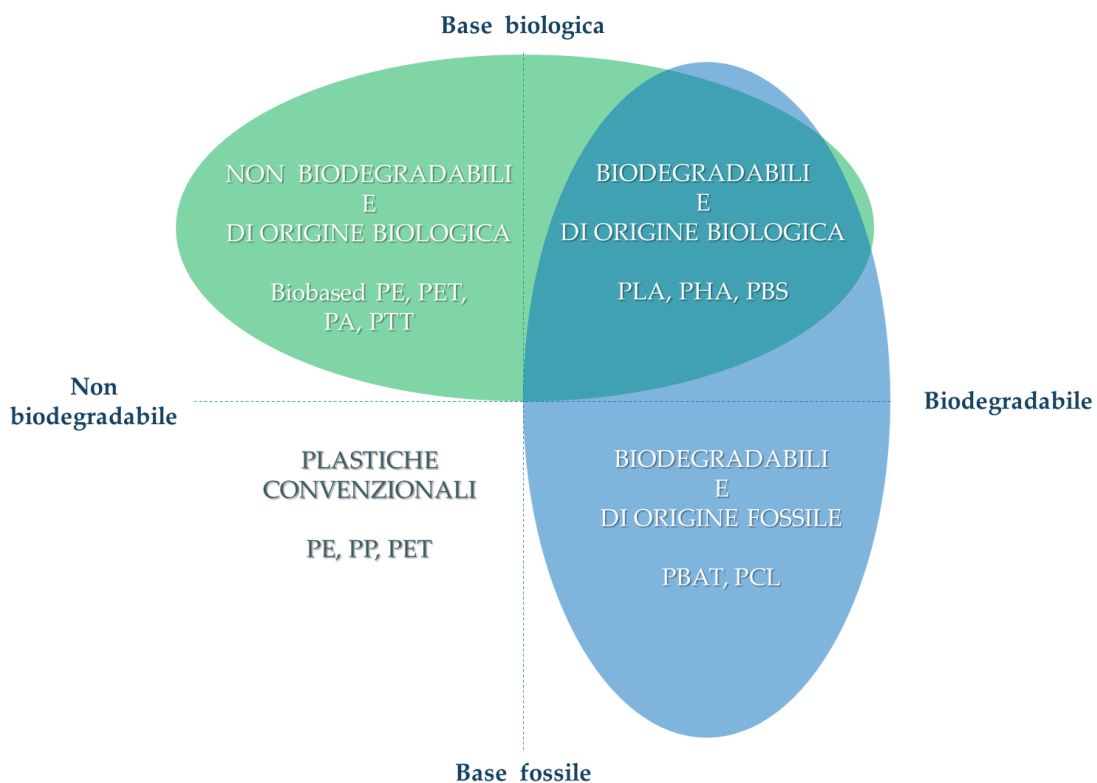 Base biologica
NON BIODEGRADABILI
E
DI ORIGINE BIOLOGICA
Biobased PE, PET,
PA, PTT
BIODEGRADABILI
E
DI ORIGINE BIOLOGICA
PLA, PHA, PBS
Non
biodegradabile
Biodegradabile
PLASTICHE
CONVENZIONALI
PE, PP, PET
BIODEGRADABILI
E
DI ORIGINE FOSSILE
PBAT, PCL
Base fossile